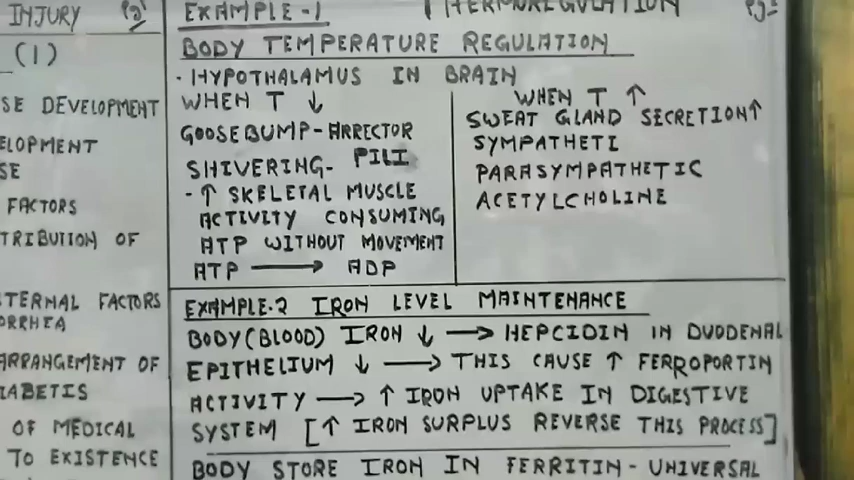 INJURY
(1)
SE DEVELOPMENT
ELOPMENT
SE
FACTORS
TRIBUTION OF
TERNAL FACTORS
ORRHEA
ARRANGEMENT OF
IABETIS
OF MEDICAL
TO EXISTENCE
EXAMPLE-1 THERMOREGULATION
BODY TEMPERATURE REGULATION
· HYPOTHALAMUS IN BRAIN
WHEN T ↓
GOOSEBUMP-ARRECTOR
SHIVERING- PILI
- ↑ SKELETAL MUSCLE
ACTIVITY CONSUMING
ATP WITHOUT MOVEMENT
ATP → ADP
WHEN T ↑
SWEAT GLAND SECRETION↑
SYMPATHETI
PARASYMPATHETIC
ACETYLCHOLINE
EXAMPLE-2 IRON LEVEL MAINTENANCE
BODY(BLOOD) IRON ↓ → HEPCIDIN IN DUODENAL
EPITHELIUM ↓ → THIS CAUSE ↑ FERROPORTIN
ACTIVITY → ↑ IRON UPTAKE IN DIGESTIVE
SYSTEM [↑ IRON SURPLUS REVERSE THIS PROCESS]
BODY STORE IRON IN FERRITIN - UNIVERSAL